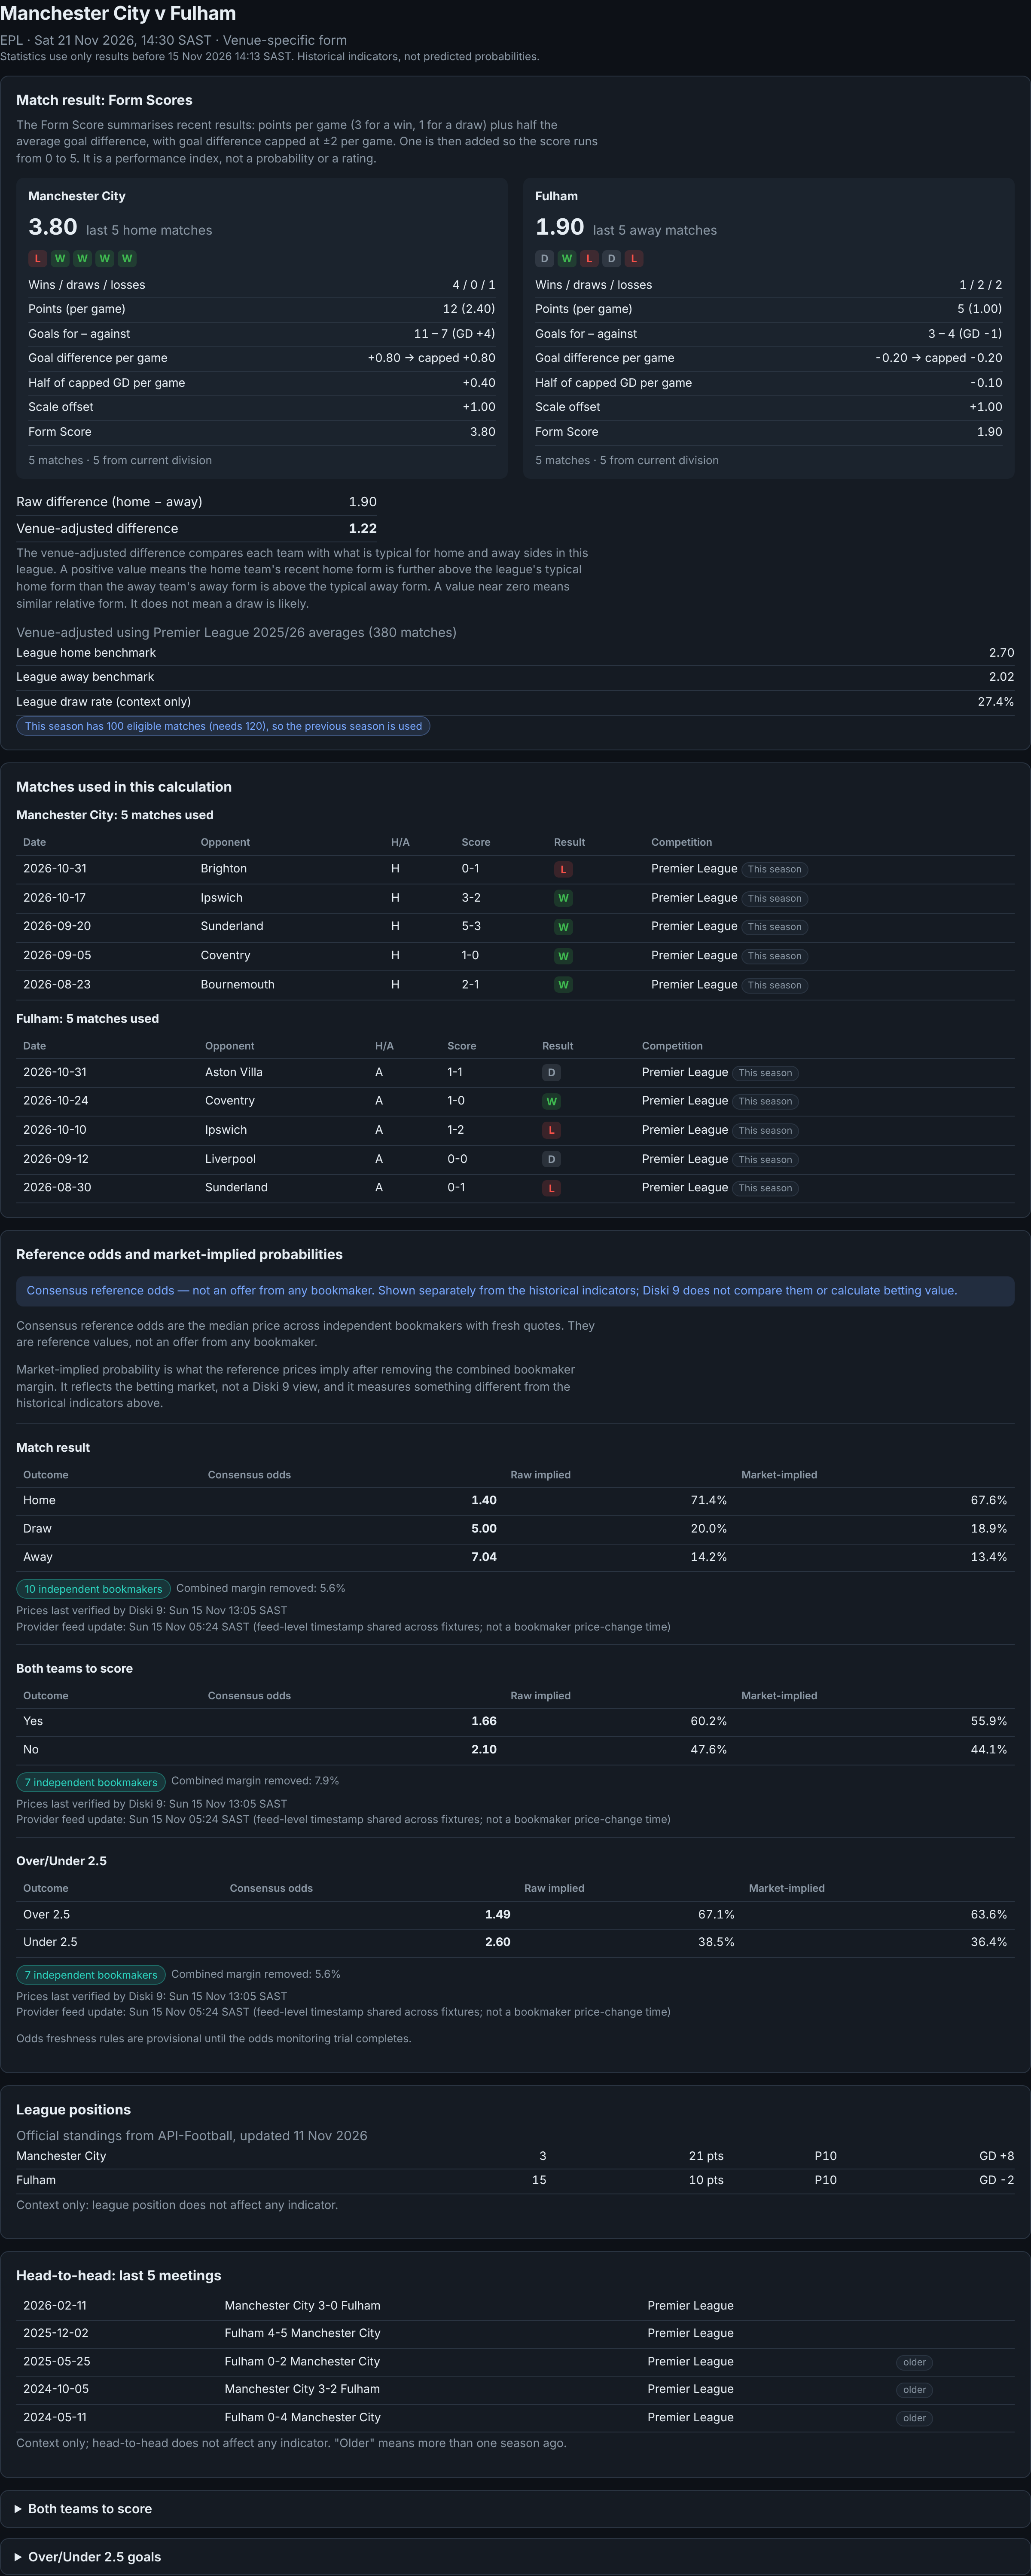 Manchester City v Fulham
EPL · Sat 21 Nov 2026, 14:30 SAST · Venue-specific form
Statistics use only results before 15 Nov 2026 14:13 SAST. Historical indicators, not predicted probabilities.
Match result: Form Scores
The Form Score summarises recent results: points per game (3 for a win, 1 for a draw) plus half the
average goal difference, with goal difference capped at ±2 per game. One is then added so the score runs
from 0 to 5. It is a performance index, not a probability or a rating.
Manchester City
3.80 last 5 home matches
L W W W W
Wins / draws / losses 4 / 0 / 1
Points (per game) 12 (2.40)
Goals for – against 11 – 7 (GD +4)
Goal difference per game +0.80 → capped +0.80
Half of capped GD per game +0.40
Scale offset +1.00
Form Score 3.80
5 matches · 5 from current division
Fulham
1.90 last 5 away matches
D W L D L
Wins / draws / losses 1 / 2 / 2
Points (per game) 5 (1.00)
Goals for – against 3 – 4 (GD -1)
Goal difference per game -0.20 → capped -0.20
Half of capped GD per game -0.10
Scale offset +1.00
Form Score 1.90
5 matches · 5 from current division
Raw difference (home – away) 1.90
Venue-adjusted difference 1.22
The venue-adjusted difference compares each team with what is typical for home and away sides in this
league. A positive value means the home team's recent home form is further above the league's typical
home form than the away team's away form is above the typical away form. A value near zero means
similar relative form. It does not mean a draw is likely.
Venue-adjusted using Premier League 2025/26 averages (380 matches)
League home benchmark 2.70
League away benchmark 2.02
League draw rate (context only) 27.4%
This season has 100 eligible matches (needs 120), so the previous season is used
Matches used in this calculation
Manchester City: 5 matches used
Date Opponent H/A Score Result Competition
2026-10-31 Brighton H 0-1 L Premier League This season
2026-10-17 Ipswich H 3-2 W Premier League This season
2026-09-20 Sunderland H 5-3 W Premier League This season
2026-09-05 Coventry H 1-0 W Premier League This season
2026-08-23 Bournemouth H 2-1 W Premier League This season
Fulham: 5 matches used
Date Opponent H/A Score Result Competition
2026-10-31 Aston Villa A 1-1 D Premier League This season
2026-10-24 Coventry A 1-0 W Premier League This season
2026-10-10 Ipswich A 1-2 L Premier League This season
2026-09-12 Liverpool A 0-0 D Premier League This season
2026-08-30 Sunderland A 0-1 L Premier League This season
Reference odds and market-implied probabilities
Consensus reference odds — not an offer from any bookmaker. Shown separately from the historical indicators; Diski 9 does not compare them or calculate betting value.
Consensus reference odds are the median price across independent bookmakers with fresh quotes. They
are reference values, not an offer from any bookmaker.
Market-implied probability is what the reference prices imply after removing the combined bookmaker
margin. It reflects the betting market, not a Diski 9 view, and it measures something different from the
historical indicators above.
Match result
Outcome Consensus odds Raw implied Market-implied
Home 1.40 71.4% 67.6%
Draw 5.00 20.0% 18.9%
Away 7.04 14.2% 13.4%
10 independent bookmakers Combined margin removed: 5.6%
Prices last verified by Diski 9: Sun 15 Nov 13:05 SAST
Provider feed update: Sun 15 Nov 05:24 SAST (feed-level timestamp shared across fixtures; not a bookmaker price-change time)
Both teams to score
Outcome Consensus odds Raw implied Market-implied
Yes 1.66 60.2% 55.9%
No 2.10 47.6% 44.1%
7 independent bookmakers Combined margin removed: 7.9%
Prices last verified by Diski 9: Sun 15 Nov 13:05 SAST
Provider feed update: Sun 15 Nov 05:24 SAST (feed-level timestamp shared across fixtures; not a bookmaker price-change time)
Over/Under 2.5
Outcome Consensus odds Raw implied Market-implied
Over 2.5 1.49 67.1% 63.6%
Under 2.5 2.60 38.5% 36.4%
7 independent bookmakers Combined margin removed: 5.6%
Prices last verified by Diski 9: Sun 15 Nov 13:05 SAST
Provider feed update: Sun 15 Nov 05:24 SAST (feed-level timestamp shared across fixtures; not a bookmaker price-change time)
Odds freshness rules are provisional until the odds monitoring trial completes.
League positions
Official standings from API-Football, updated 11 Nov 2026
Manchester City 3 21 pts P10 GD +8
Fulham 15 10 pts P10 GD -2
Context only: league position does not affect any indicator.
Head-to-head: last 5 meetings
2026-02-11 Manchester City 3-0 Fulham Premier League
2025-12-02 Fulham 4-5 Manchester City Premier League
2025-05-25 Fulham 0-2 Manchester City Premier League older
2024-10-05 Manchester City 3-2 Fulham Premier League older
2024-05-11 Fulham 0-4 Manchester City Premier League older
Context only; head-to-head does not affect any indicator. "Older" means more than one season ago.
Both teams to score
Over/Under 2.5 goals